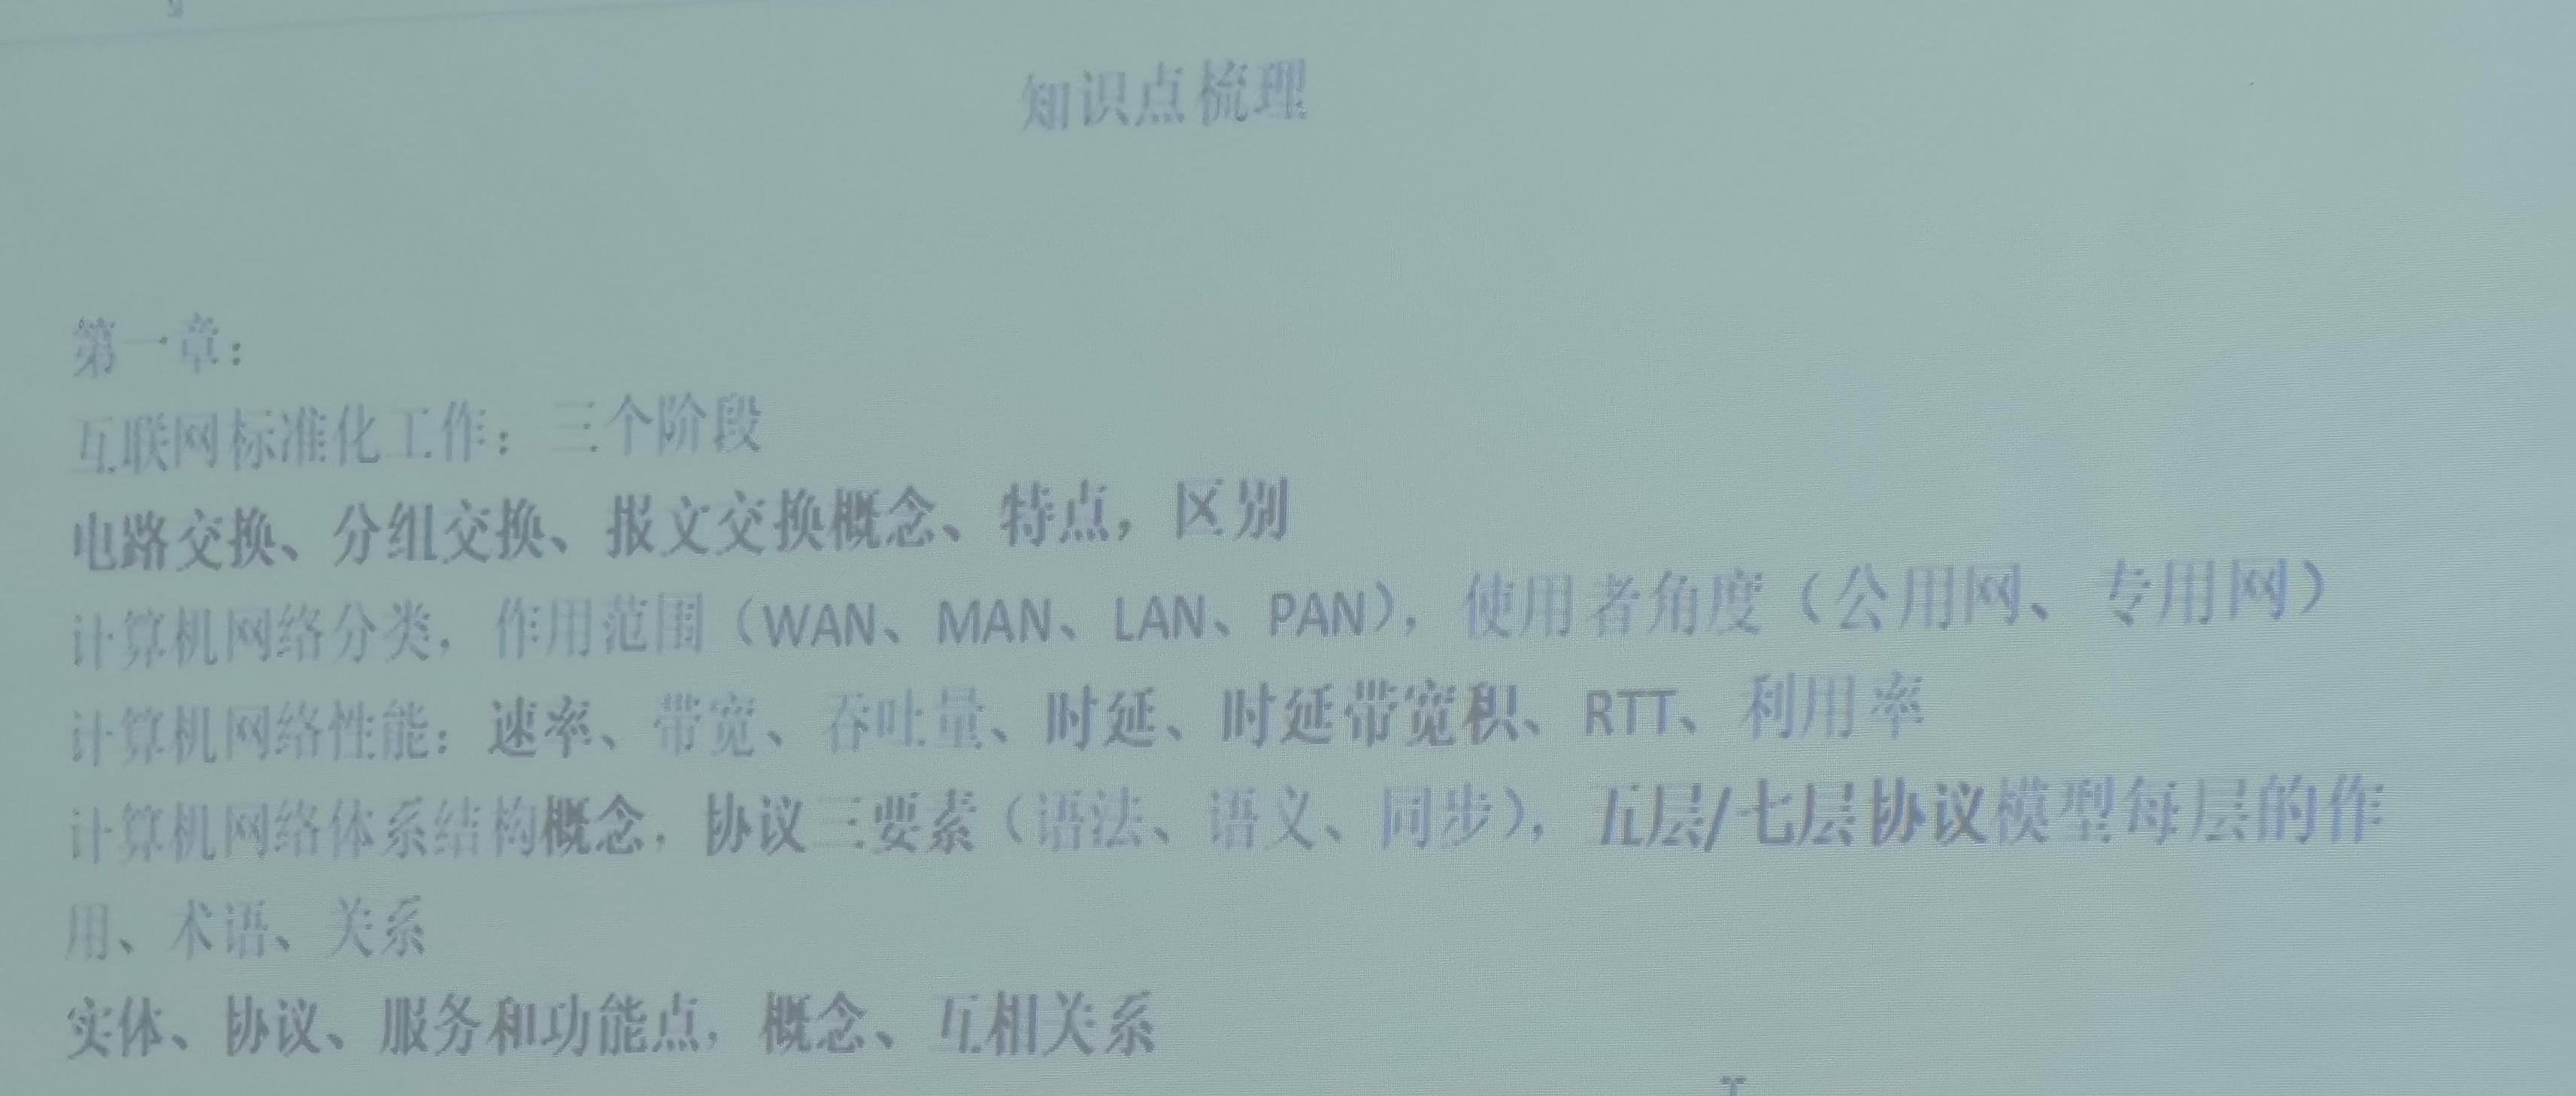 知识点梳理
第一章：
互联网标准化工作：三个阶段
电路交换、分组交换、报文交换概念、特点，区别
计算机网络分类，作用范围（WAN、MAN、LAN、PAN），使用者角度（公用网、专用网）
计算机网络性能：速率、带宽、吞吐量、时延、时延带宽积、RTT、利用率
计算机网络体系结构概念，协议三要素（语法、语义、同步），五层/七层协议模型每层的作
用、术语、关系
实体、协议、服务和功能点，概念、互相关系